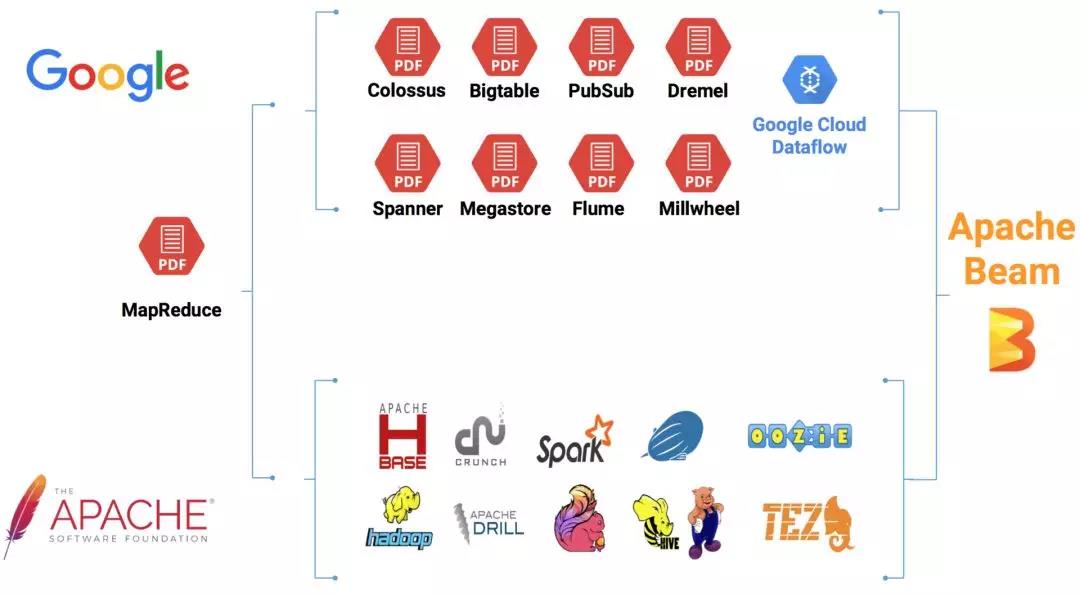 Google
PDF
PDF
PDF
PDF
Colossus
Bigtable
PubSub
Dremel
Google Cloud
Dataflow
PDF
PDF
PDF
PDF
Spanner
Megastore
Flume
Millwheel
PDF
MapReduce
Apache
Beam
APACHE
H
BASE
CRUNCH
Spark
OOZiE
THE
APACHE®
SOFTWARE FOUNDATION
hadoop
APACHE
DRILL
HIVE
TEZ